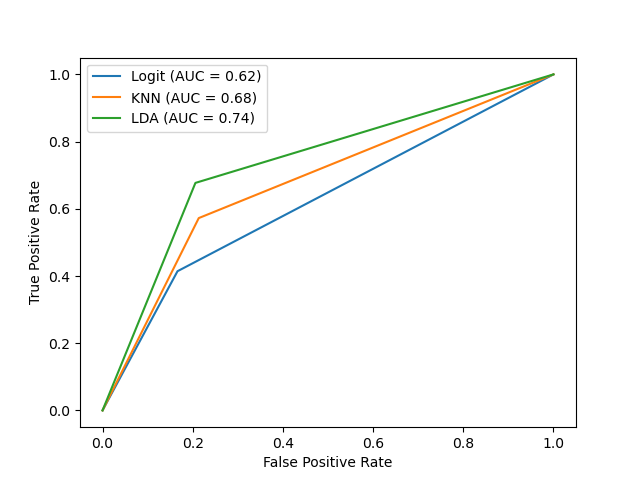 Logit (AUC = 0.62)
KNN (AUC = 0.68)
LDA (AUC = 0.74)
1.0
0.8
0.6
0.4
0.2
0.0
True Positive Rate
0.0 0.2 0.4 0.6 0.8 1.0
False Positive Rate